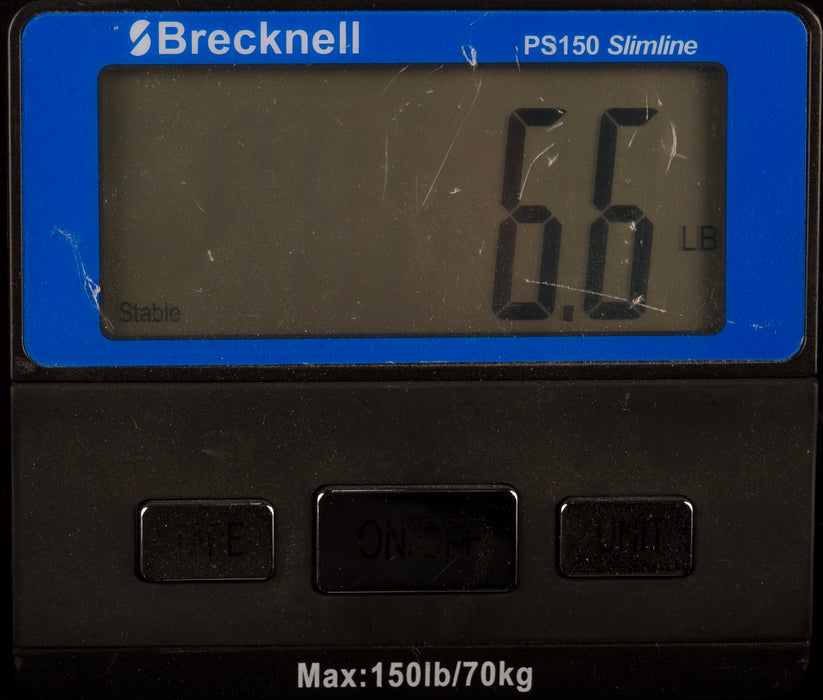 Brecknell
PS150 Slimline
6.6
LB
Stable
TARE
ON/OFF
UNIT
Max:150lb/70kg